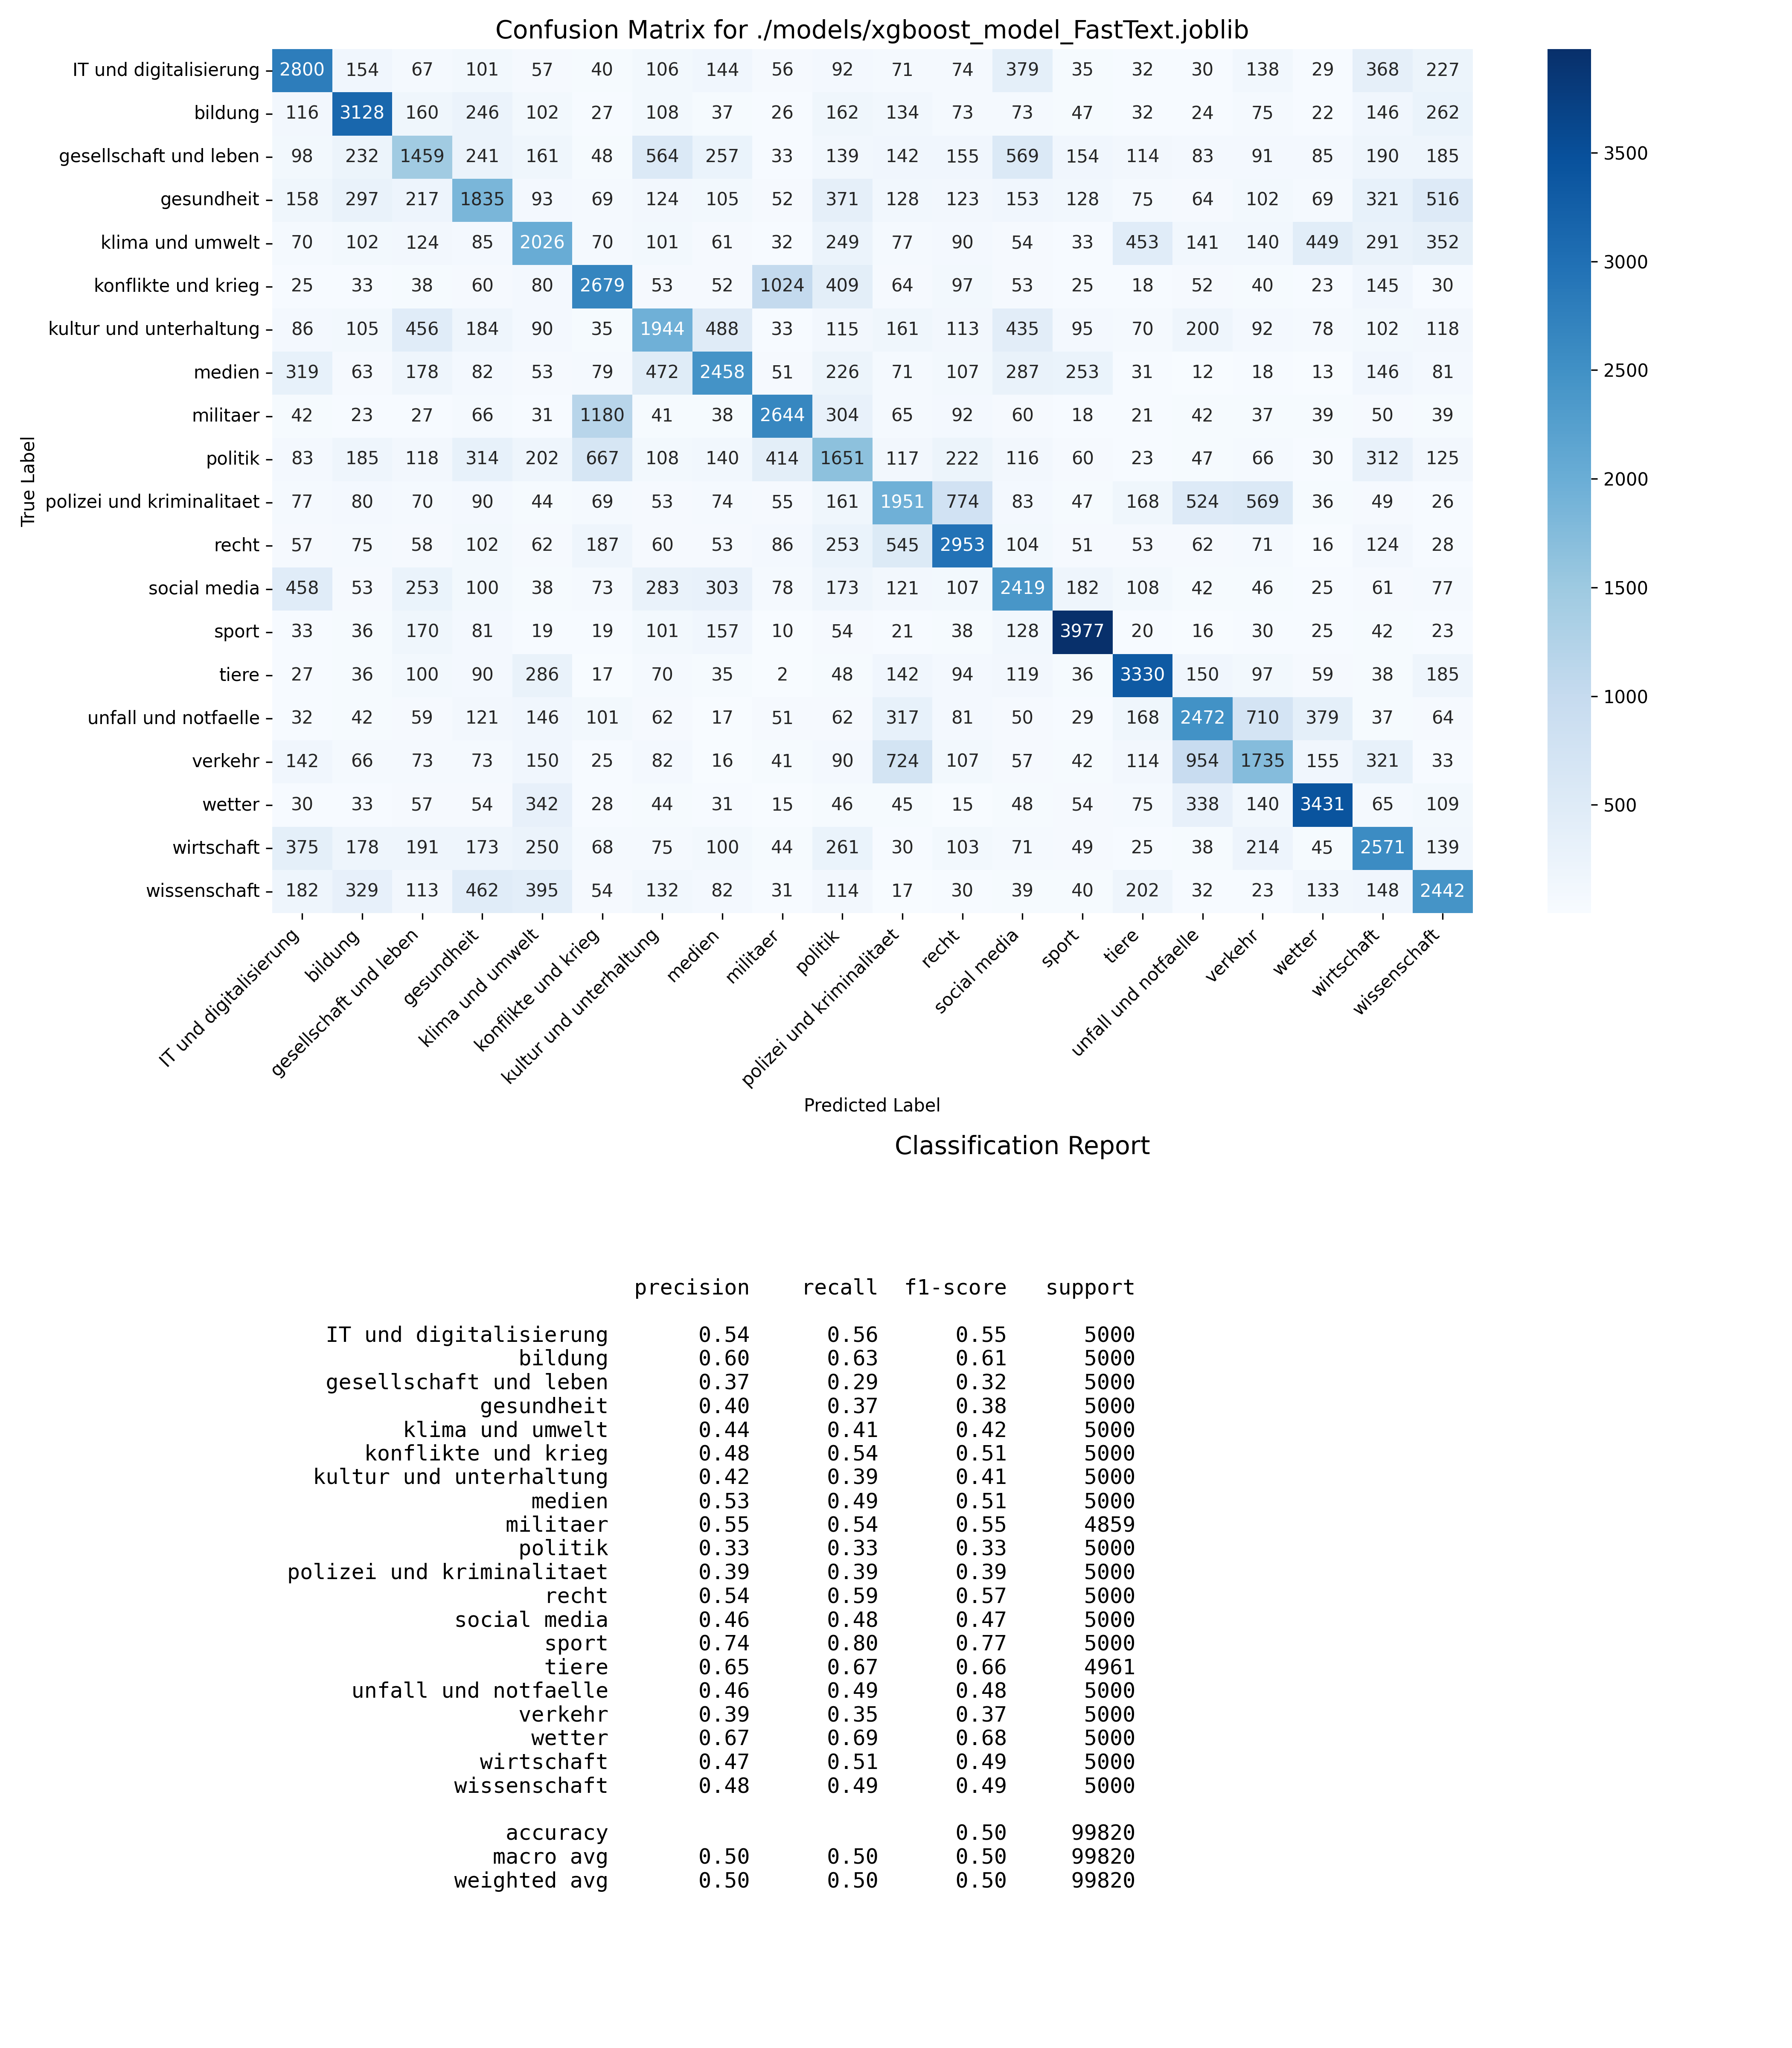 Confusion Matrix for ./models/xgboost_model_FastText.joblib
IT und digitalisierung 2800 154 67 101 57 40 106 144 56 92 71 74 379 35 32 30 138 29 368 227
bildung 116 3128 160 246 102 27 108 37 26 162 134 73 73 47 32 24 75 22 146 262
gesellschaft und leben 98 232 1459 241 161 48 564 257 33 139 142 155 569 154 114 83 91 85 190 185
gesundheit 158 297 217 1835 93 69 124 105 52 371 128 123 153 128 75 64 102 69 321 516
klima und umwelt 70 102 124 85 2026 70 101 61 32 249 77 90 54 33 453 141 140 449 291 352
konflikte und krieg 25 33 38 60 80 2679 53 52 1024 409 64 97 53 25 18 52 40 23 145 30
kultur und unterhaltung 86 105 456 184 90 35 1944 488 33 115 161 113 435 95 70 200 92 78 102 118
medien 319 63 178 82 53 79 472 2458 51 226 71 107 287 253 31 12 18 13 146 81
militaer 42 23 27 66 31 1180 41 38 2644 304 65 92 60 18 21 42 37 39 50 39
politik 83 185 118 314 202 667 108 140 414 1651 117 222 116 60 23 47 66 30 312 125
polizei und kriminalitaet 77 80 70 90 44 69 53 74 55 161 1951 774 83 47 168 524 569 36 49 26
recht 57 75 58 102 62 187 60 53 86 253 545 2953 104 51 53 62 71 16 124 28
social media 458 53 253 100 38 73 283 303 78 173 121 107 2419 182 108 42 46 25 61 77
sport 33 36 170 81 19 19 101 157 10 54 21 38 128 3977 20 16 30 25 42 23
tiere 27 36 100 90 286 17 70 35 2 48 142 94 119 36 3330 150 97 59 38 185
unfall und notfaelle 32 42 59 121 146 101 62 17 51 62 317 81 50 29 168 2472 710 379 37 64
verkehr 142 66 73 73 150 25 82 16 41 90 724 107 57 42 114 954 1735 155 321 33
wetter 30 33 57 54 342 28 44 31 15 46 45 15 48 54 75 338 140 3431 65 109
wirtschaft 375 178 191 173 250 68 75 100 44 261 30 103 71 49 25 38 214 45 2571 139
wissenschaft 182 329 113 462 395 54 132 82 31 114 17 30 39 40 202 32 23 133 148 2442
True Label
IT und digitalisierung
bildung
gesellschaft und leben
gesundheit
klima und umwelt
konflikte und krieg
kultur und unterhaltung
medien
militaer
politik
polizei und kriminalitaet
recht
social media
sport
tiere
unfall und notfaelle
verkehr
wetter
wirtschaft
wissenschaft
Predicted Label
3500
3000
2500
2000
1500
1000
500
Classification Report
precision recall f1-score support
IT und digitalisierung 0.54 0.56 0.55 5000
bildung 0.60 0.63 0.61 5000
gesellschaft und leben 0.37 0.29 0.32 5000
gesundheit 0.40 0.37 0.38 5000
klima und umwelt 0.44 0.41 0.42 5000
konflikte und krieg 0.48 0.54 0.51 5000
kultur und unterhaltung 0.42 0.39 0.41 5000
medien 0.53 0.49 0.51 5000
militaer 0.55 0.54 0.55 4859
politik 0.33 0.33 0.33 5000
polizei und kriminalitaet 0.39 0.39 0.39 5000
recht 0.54 0.59 0.57 5000
social media 0.46 0.48 0.47 5000
sport 0.74 0.80 0.77 5000
tiere 0.65 0.67 0.66 4961
unfall und notfaelle 0.46 0.49 0.48 5000
verkehr 0.39 0.35 0.37 5000
wetter 0.67 0.69 0.68 5000
wirtschaft 0.47 0.51 0.49 5000
wissenschaft 0.48 0.49 0.49 5000
accuracy 0.50 99820
macro avg 0.50 0.50 0.50 99820
weighted avg 0.50 0.50 0.50 99820